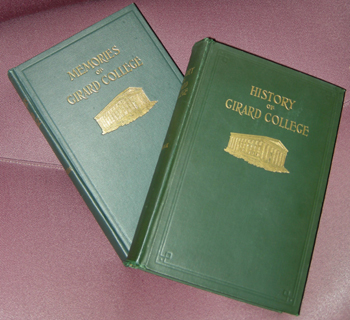 MEMORIES
OF
GIRARD COLLEGE
HISTORY
OF
GIRARD COLLEGE